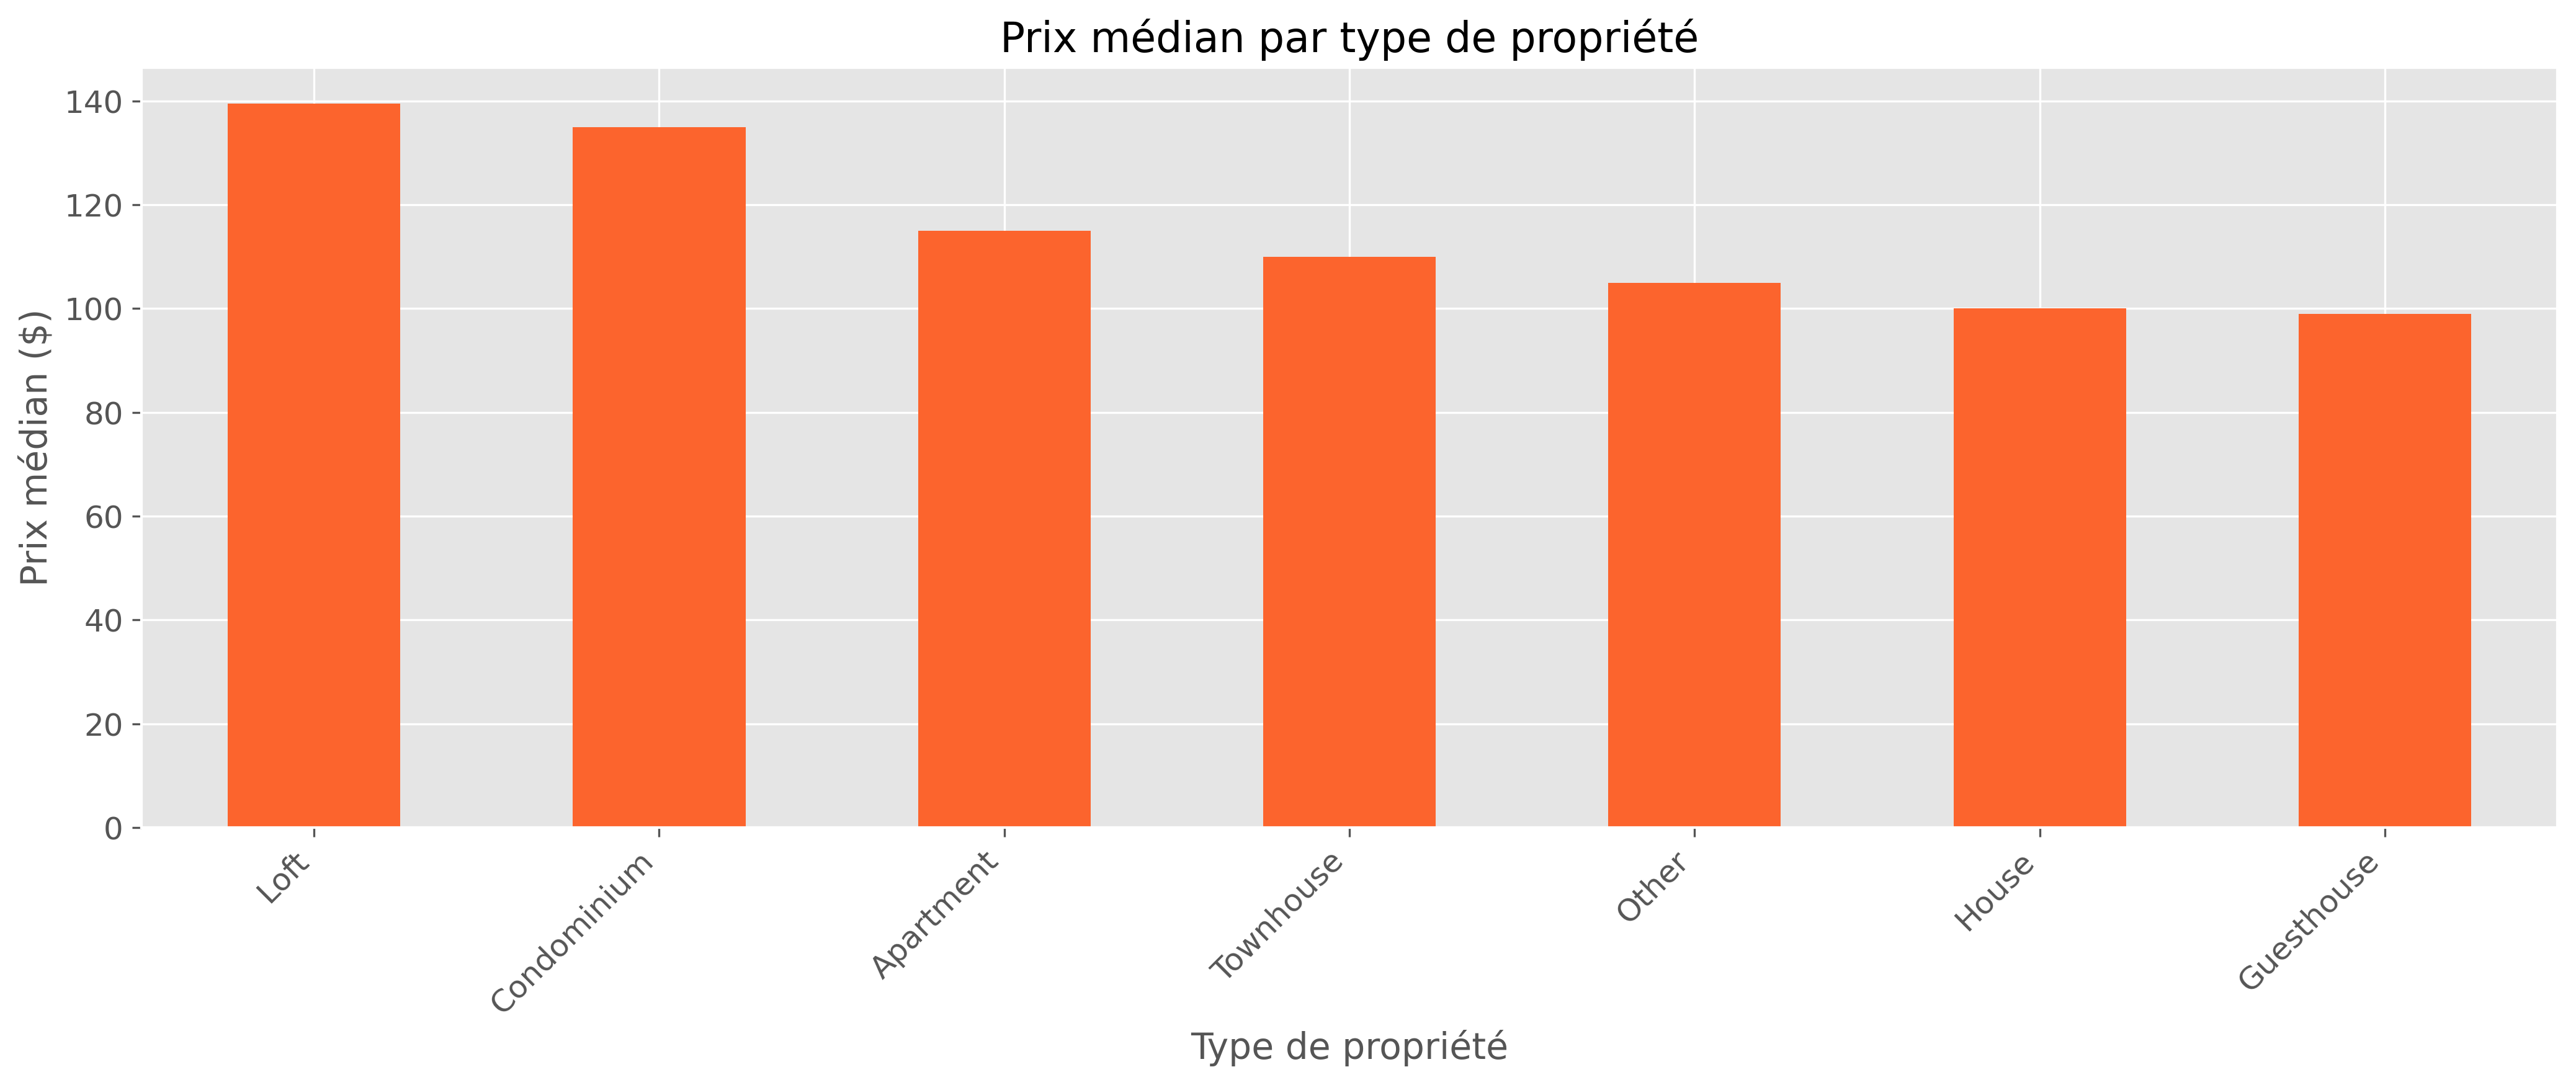 Prix médian par type de propriété
Prix médian ($)
140
120
100
80
60
40
20
0
Loft
Condominium
Apartment
Townhouse
Other
House
Guesthouse
Type de propriété